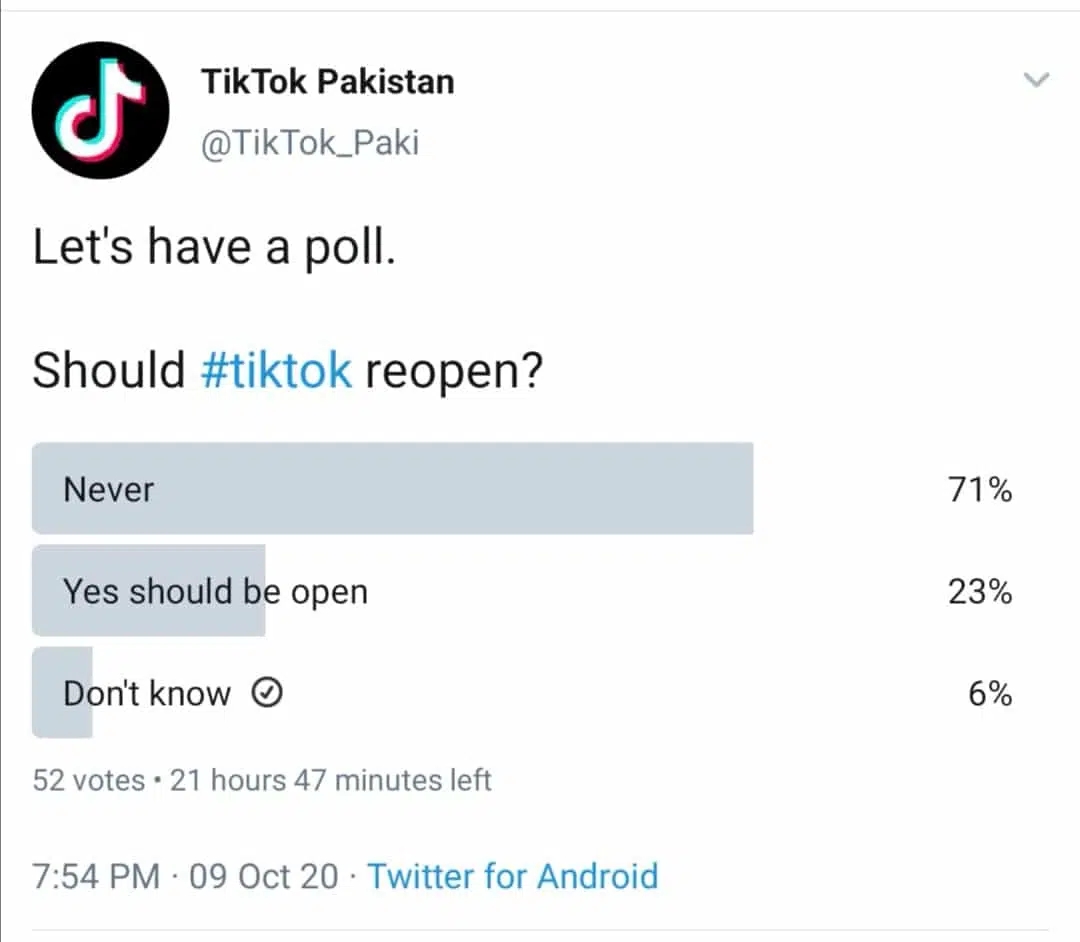 TikTok Pakistan
@TikTok_Paki
Let's have a poll.
Should #tiktok reopen?
Never 71%
Yes should be open 23%
Don't know 6%
52 votes • 21 hours 47 minutes left
7:54 PM · 09 Oct 20 · Twitter for Android